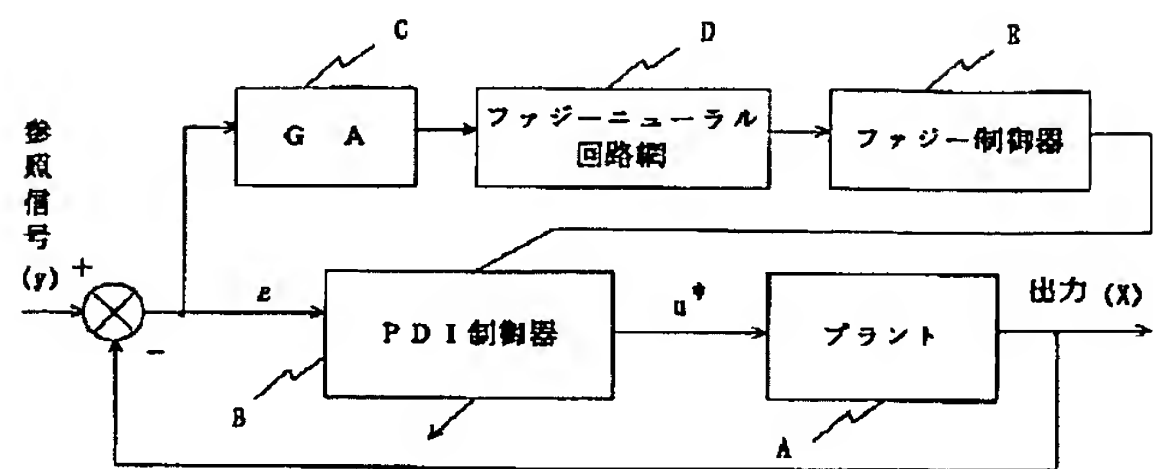 C
D
E
G A
ファジーニューラル
回路網
ファジー制御器
参照信号
(y)
+
−
e
PDI制御器
u*
プラント
出力 (X)
B
A